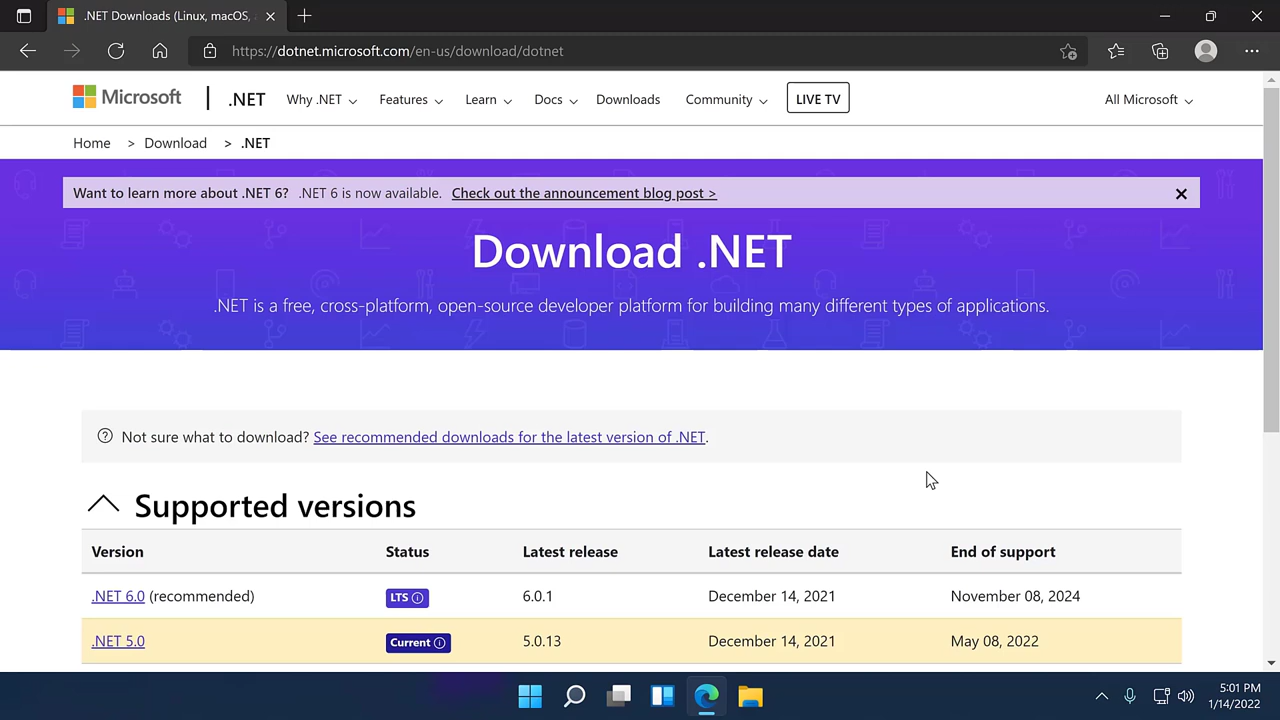 .NET Downloads (Linux, macOS,
https://dotnet.microsoft.com/en-us/download/dotnet
Microsoft .NET Why .NET Features Learn Docs Downloads Community LIVE TV All Microsoft
Home > Download > .NET
Want to learn more about .NET 6? .NET 6 is now available. Check out the announcement blog post >
Download .NET
.NET is a free, cross-platform, open-source developer platform for building many different types of applications.
Not sure what to download? See recommended downloads for the latest version of .NET.
Supported versions
Version Status Latest release Latest release date End of support
.NET 6.0 (recommended) LTS 6.0.1 December 14, 2021 November 08, 2024
.NET 5.0 Current 5.0.13 December 14, 2021 May 08, 2022
5:01 PM
1/14/2022